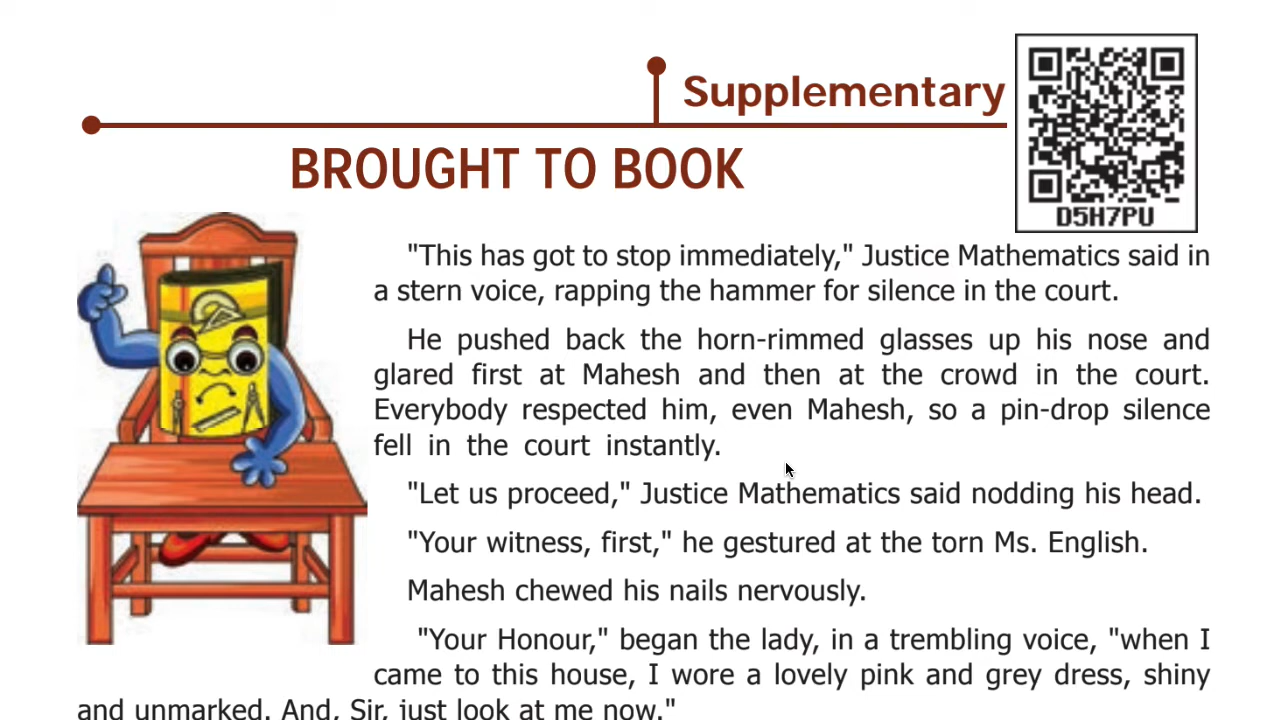 Supplementary
D5H7PU
BROUGHT TO BOOK
"This has got to stop immediately," Justice Mathematics said in
a stern voice, rapping the hammer for silence in the court.
He pushed back the horn-rimmed glasses up his nose and
glared first at Mahesh and then at the crowd in the court.
Everybody respected him, even Mahesh, so a pin-drop silence
fell in the court instantly.
"Let us proceed," Justice Mathematics said nodding his head.
"Your witness, first," he gestured at the torn Ms. English.
Mahesh chewed his nails nervously.
"Your Honour," began the lady, in a trembling voice, "when I
came to this house, I wore a lovely pink and grey dress, shiny
and unmarked. And, Sir, just look at me now."